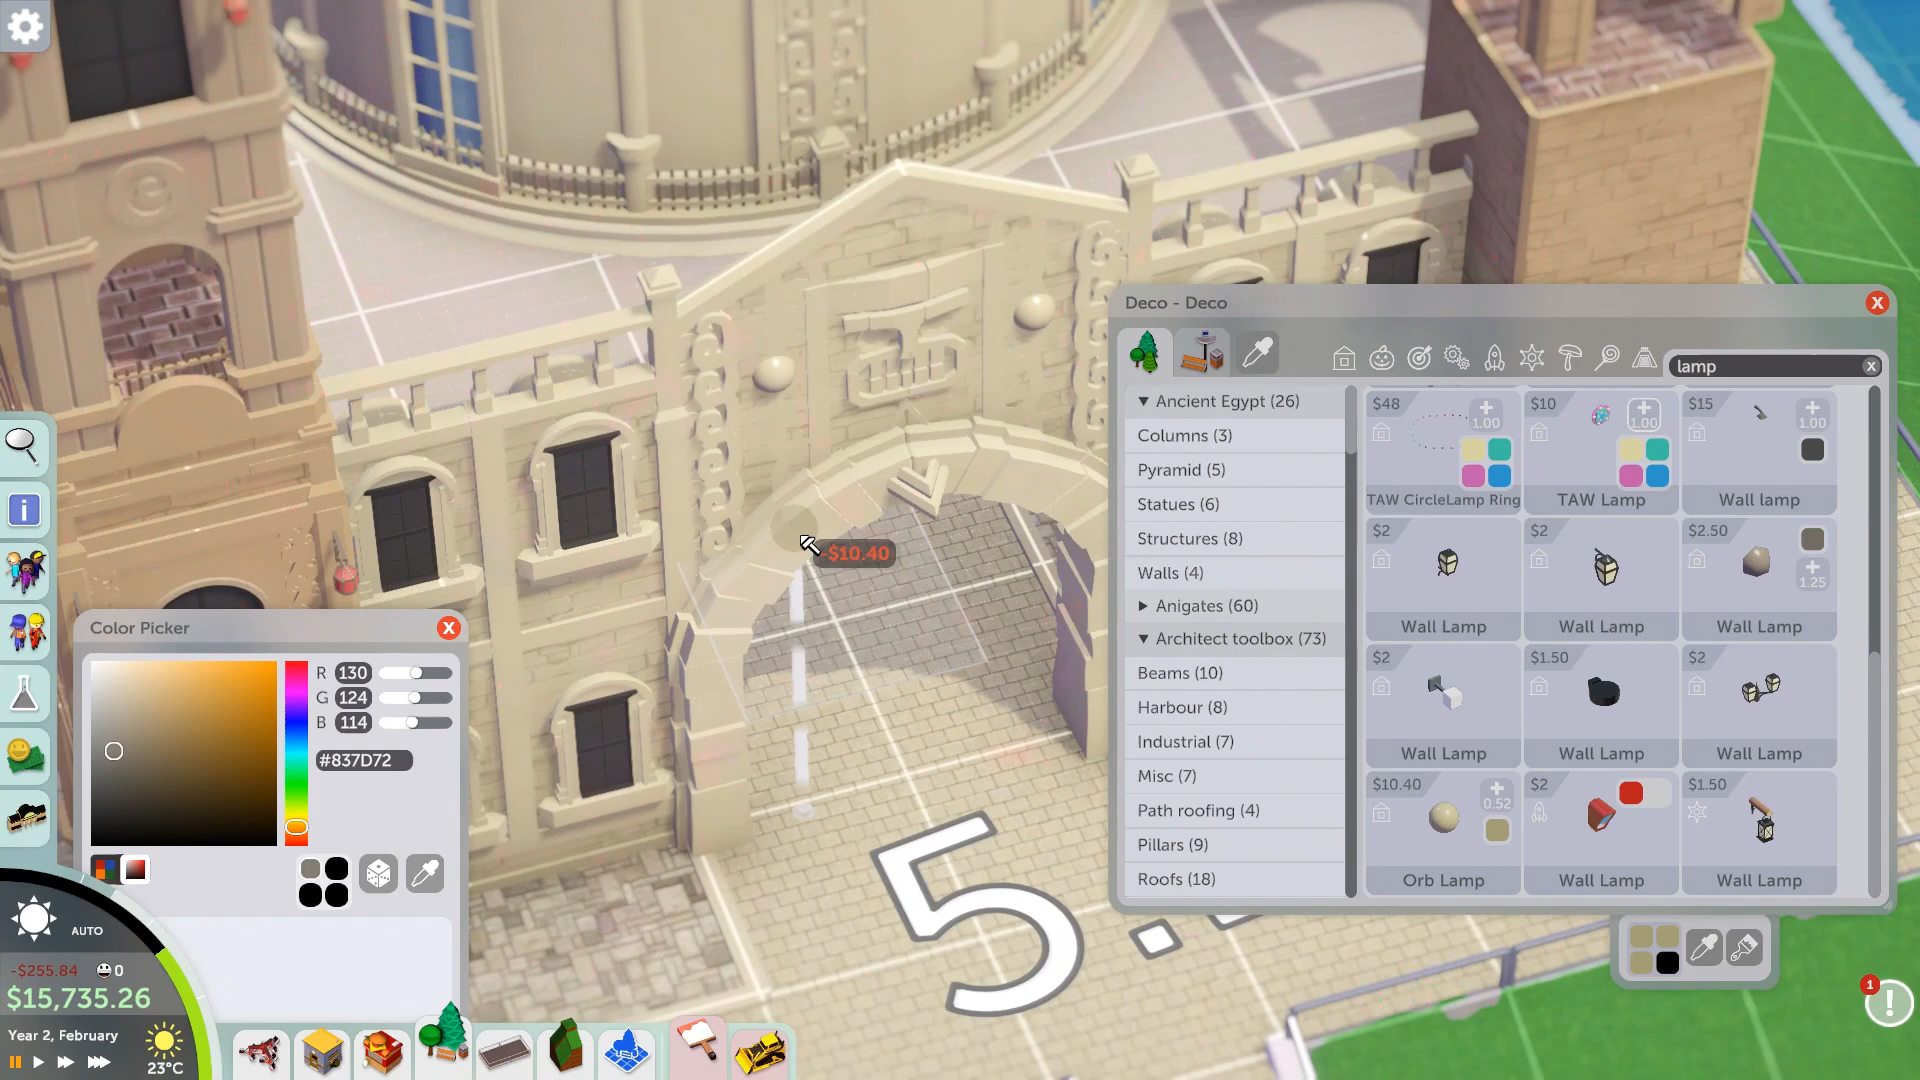 Deco - Deco
lamp
x
X
▼ Ancient Egypt (26)
Columns (3)
Pyramid (5)
Statues (6)
Structures (8)
Walls (4)
▶ Anigates (60)
▼ Architect toolbox (73)
Beams (10)
Harbour (8)
Industrial (7)
Misc (7)
Path roofing (4)
Pillars (9)
Roofs (18)
$48
+
1.00
TAW CircleLamp Ring
$10
+
1.00
TAW Lamp
$15
+
1.00
Wall lamp
$2
Wall Lamp
$2
Wall Lamp
$2.50
+
1.25
Wall Lamp
$2
Wall Lamp
$1.50
Wall Lamp
$2
Wall Lamp
$10.40
+
0.52
Orb Lamp
$2
Wall Lamp
$1.50
Wall Lamp
-$10.40
Color Picker
X
R 130
G 124
B 114
#837D72
i
5.
AUTO
-$255.84
0
$15,735.26
Year 2, February
23°C
1
!